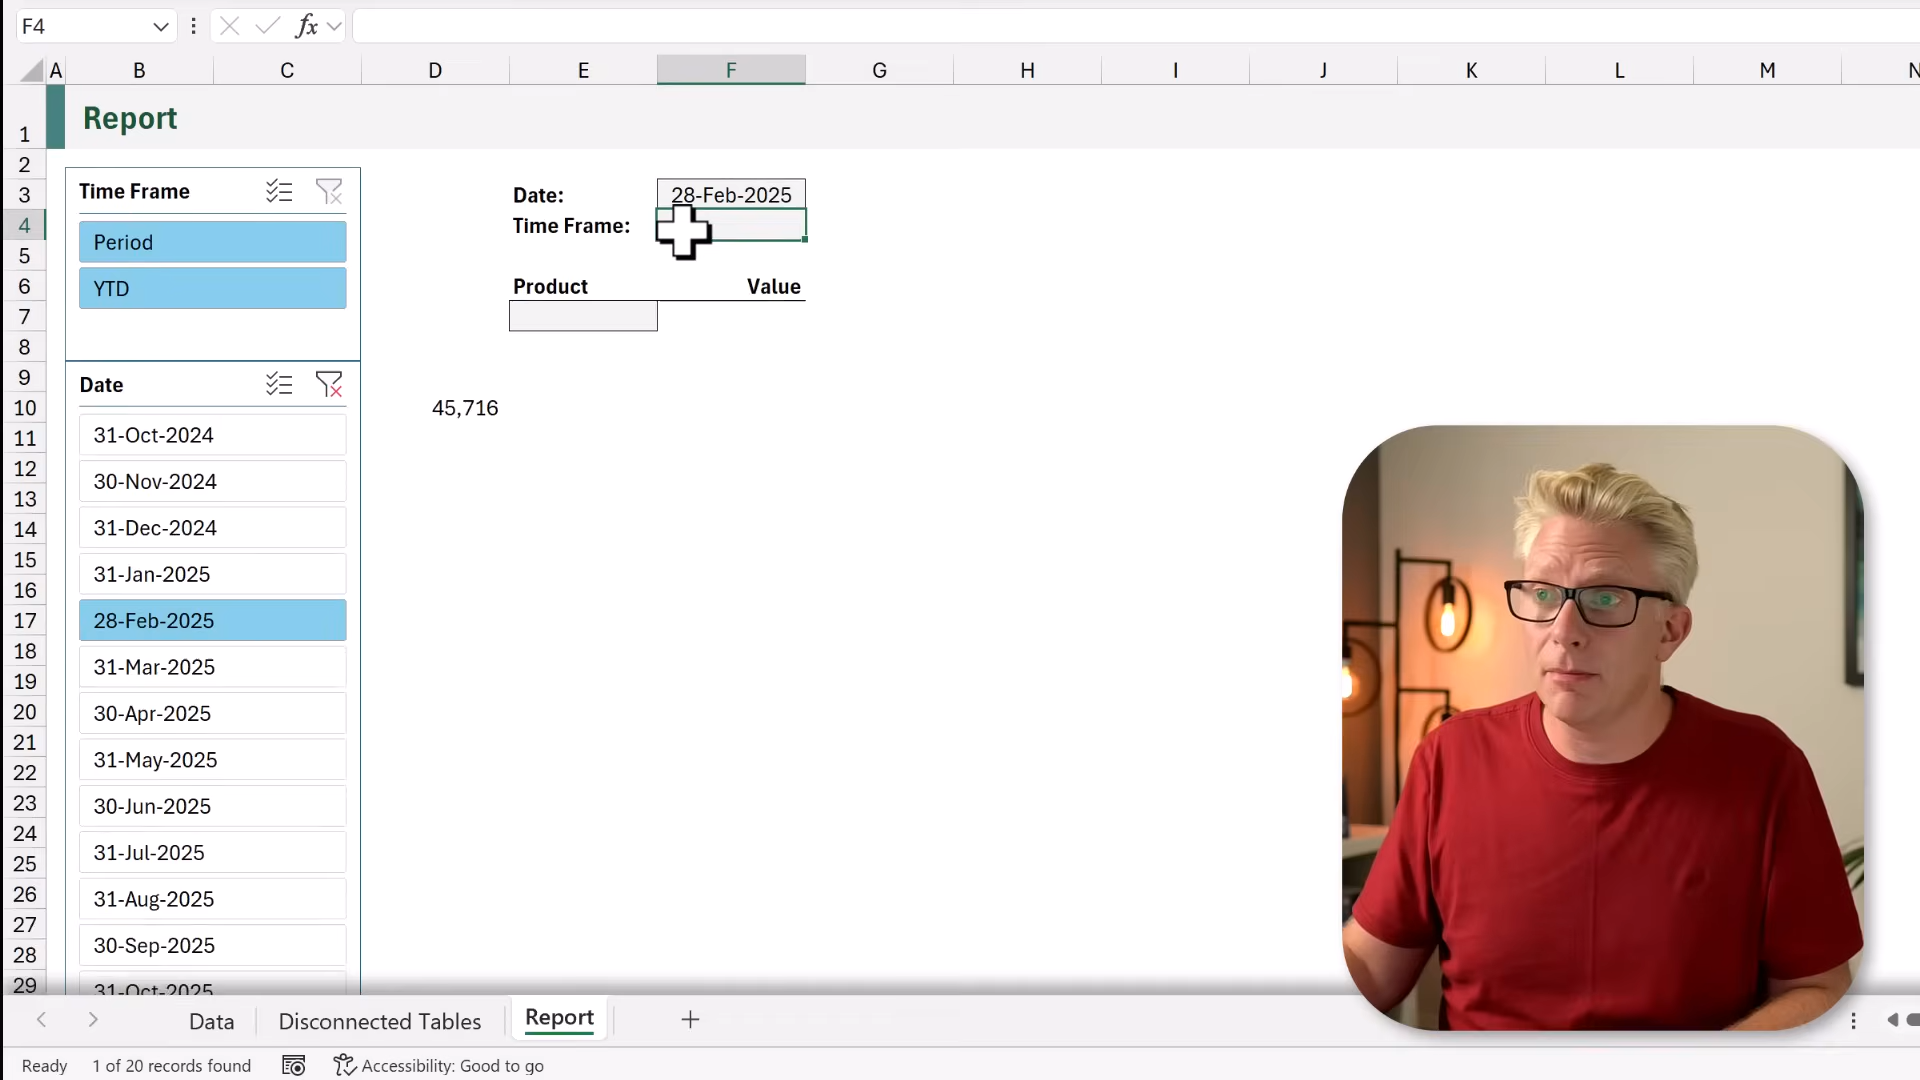 F4
fx
A B C D E F G H I J K L M N
1 Report
2
3 Date: 28-Feb-2025
4 Time Frame:
5
6 Product Value
7
8
9
10 45,716
11
12
13
14
15
16
17
18
19
20
21
22
23
24
25
26
27
28
29
Time Frame
Period
YTD
Date
31-Oct-2024
30-Nov-2024
31-Dec-2024
31-Jan-2025
28-Feb-2025
31-Mar-2025
30-Apr-2025
31-May-2025
30-Jun-2025
31-Jul-2025
31-Aug-2025
30-Sep-2025
31-Oct-2025
Data Disconnected Tables Report
Ready 1 of 20 records found Accessibility: Good to go